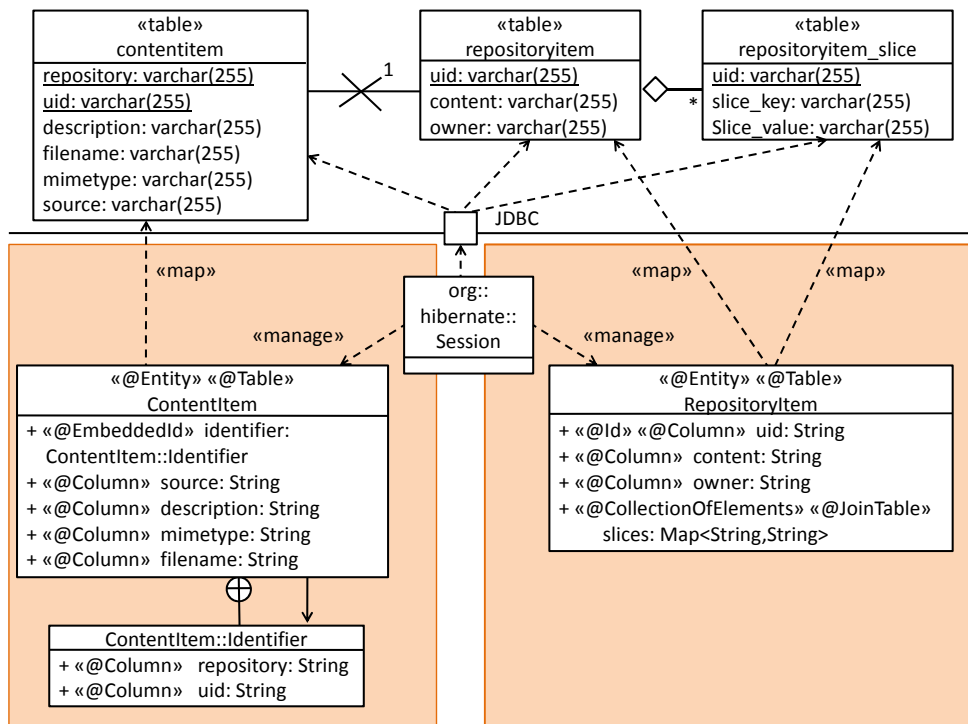 «table»
contentitem
repository: varchar(255)
uid: varchar(255)
description: varchar(255)
filename: varchar(255)
mimetype: varchar(255)
source: varchar(255)
1
«table»
repositoryitem
uid: varchar(255)
content: varchar(255)
owner: varchar(255)
*
«table»
repositoryitem_slice
uid: varchar(255)
slice_key: varchar(255)
Slice_value: varchar(255)
JDBC
«map»
«map»
«map»
org::
hibernate::
Session
«manage»
«manage»
«@Entity» «@Table»
ContentItem
+ «@EmbeddedId» identifier:
ContentItem::Identifier
+ «@Column» source: String
+ «@Column» description: String
+ «@Column» mimetype: String
+ «@Column» filename: String
«@Entity» «@Table»
RepositoryItem
+ «@Id» «@Column» uid: String
+ «@Column» content: String
+ «@Column» owner: String
+ «@CollectionOfElements» «@JoinTable»
slices: Map<String,String>
ContentItem::Identifier
+ «@Column» repository: String
+ «@Column» uid: String